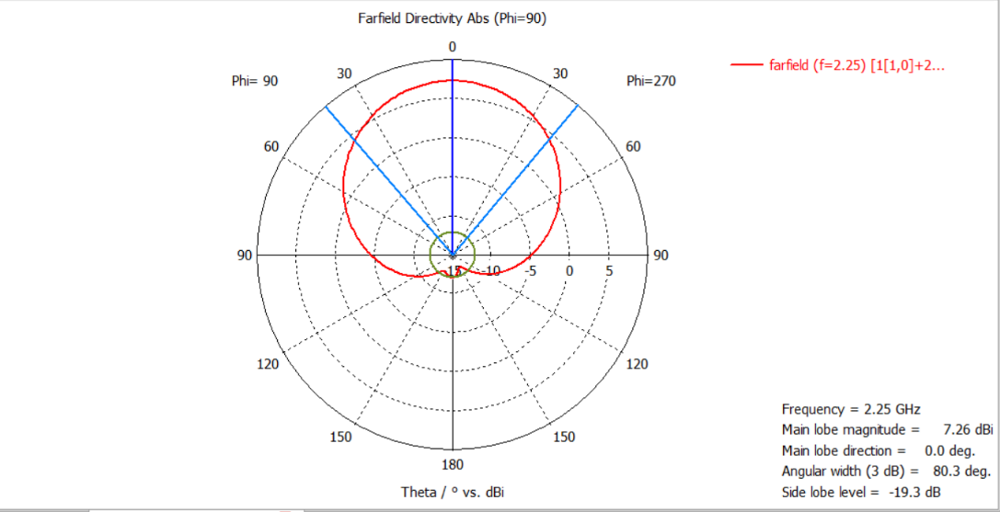 Farfield Directivity Abs (Phi=90)
0
30
30
Phi= 90
Phi=270
farfield (f=2.25) [1[1,0]+2...
60
60
90
90
-15
-10
-5
0
5
120
120
150
150
180
Theta / º vs. dBi
Frequency = 2.25 GHz
Main lobe magnitude = 7.26 dBi
Main lobe direction = 0.0 deg.
Angular width (3 dB) = 80.3 deg.
Side lobe level = -19.3 dB